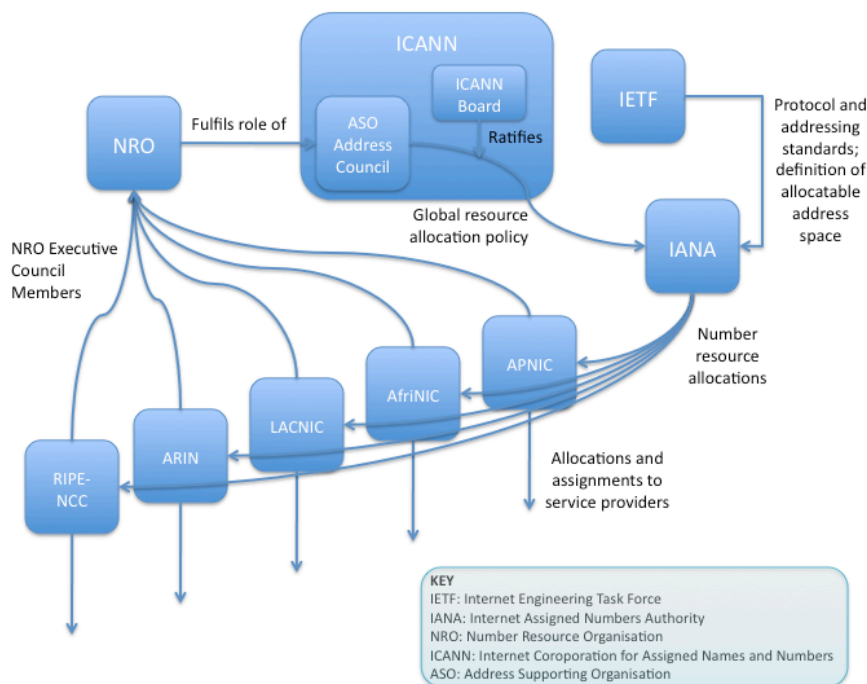 ICANN
ICANN
Board
IETF
Protocol and
addressing
standards;
definition of
allocatable
address
space
NRO
Fulfils role of
ASO
Address
Council
Ratifies
Global resource
allocation policy
IANA
NRO Executive
Council
Members
Number
resource
allocations
APNIC
AfriNIC
LACNIC
ARIN
RIPE-
NCC
Allocations and
assignments to
service providers
KEY
IETF: Internet Engineering Task Force
IANA: Internet Assigned Numbers Authority
NRO: Number Resource Organisation
ICANN: Internet Coroporation for Assigned Names and Numbers
ASO: Address Supporting Organisation